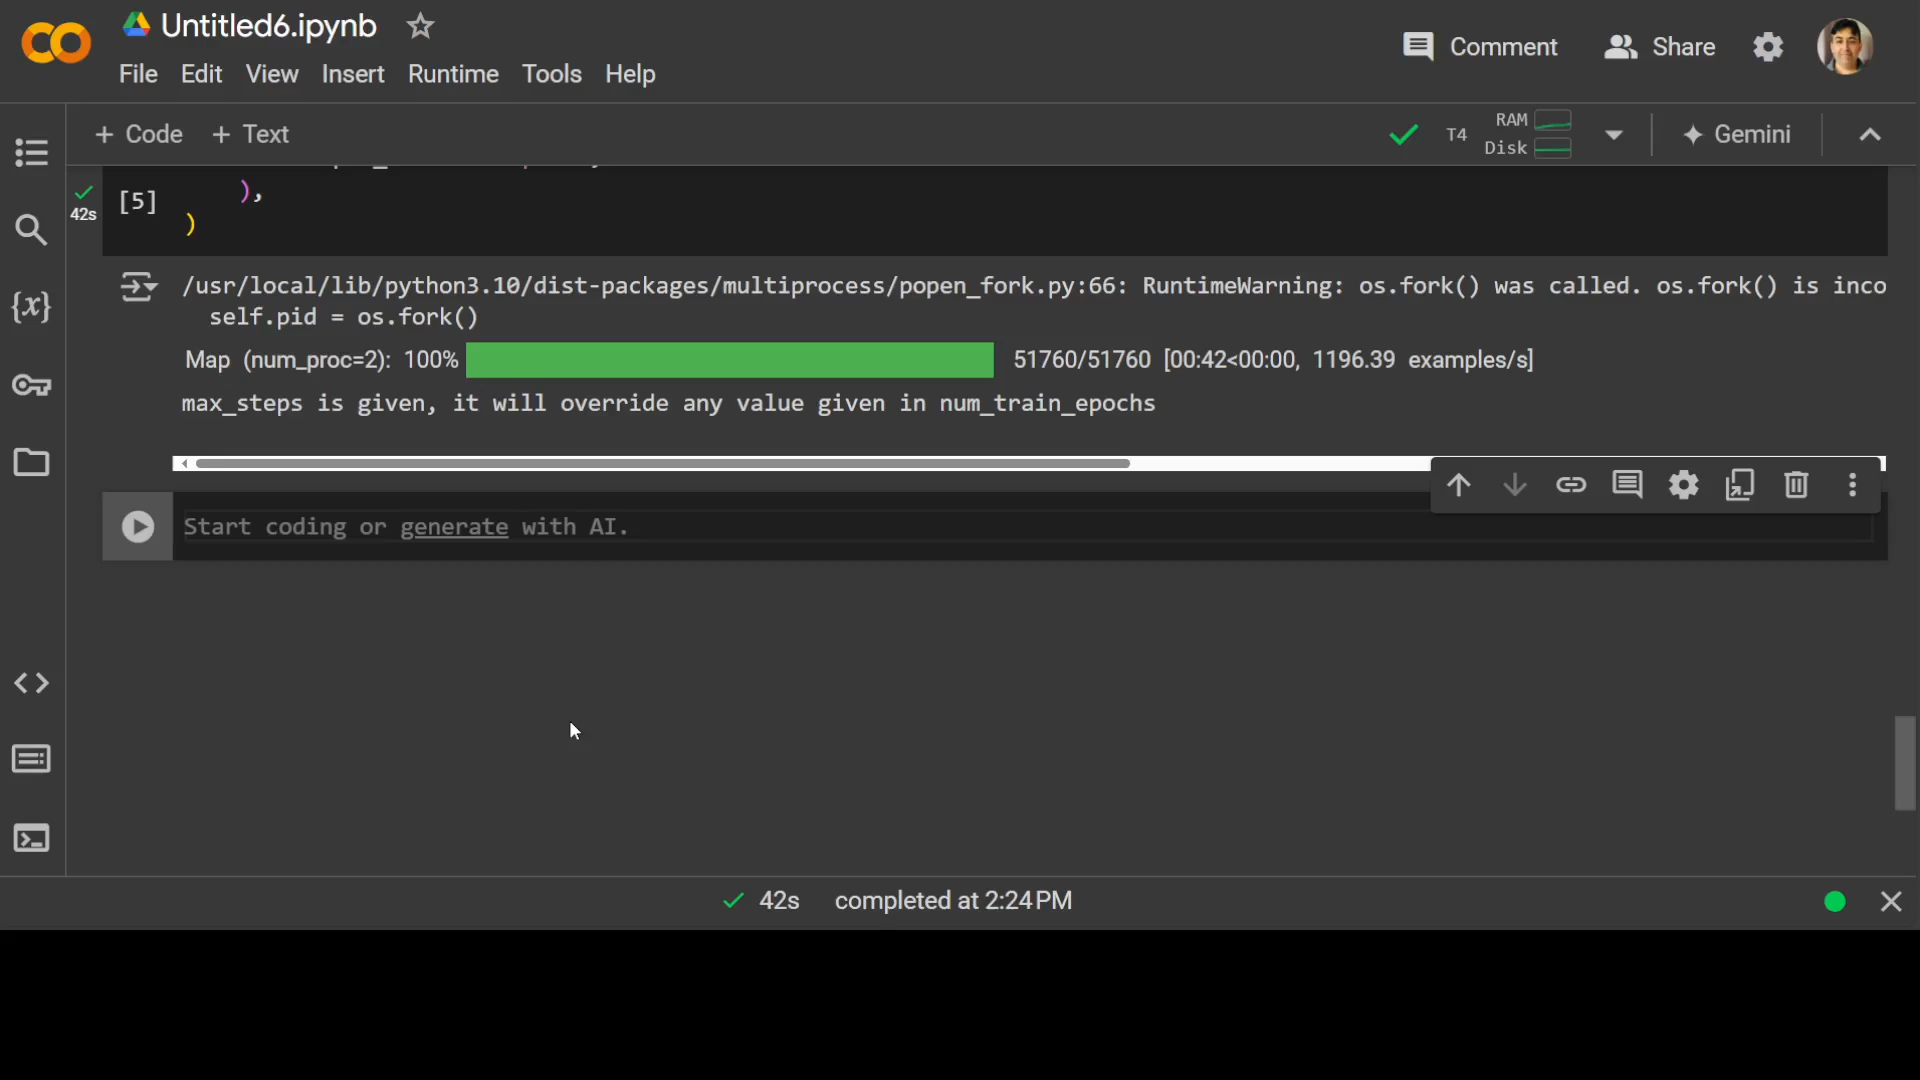 Untitled6.ipynb
Comment
Share
File Edit View Insert Runtime Tools Help
+ Code + Text
T4
RAM
Disk
Gemini
42s
[5]
),
)
/usr/local/lib/python3.10/dist-packages/multiprocess/popen_fork.py:66: RuntimeWarning: os.fork() was called. os.fork() is inco
self.pid = os.fork()
Map (num_proc=2): 100% 51760/51760 [00:42<00:00, 1196.39 examples/s]
max_steps is given, it will override any value given in num_train_epochs
Start coding or generate with AI.
{x}
42s completed at 2:24 PM